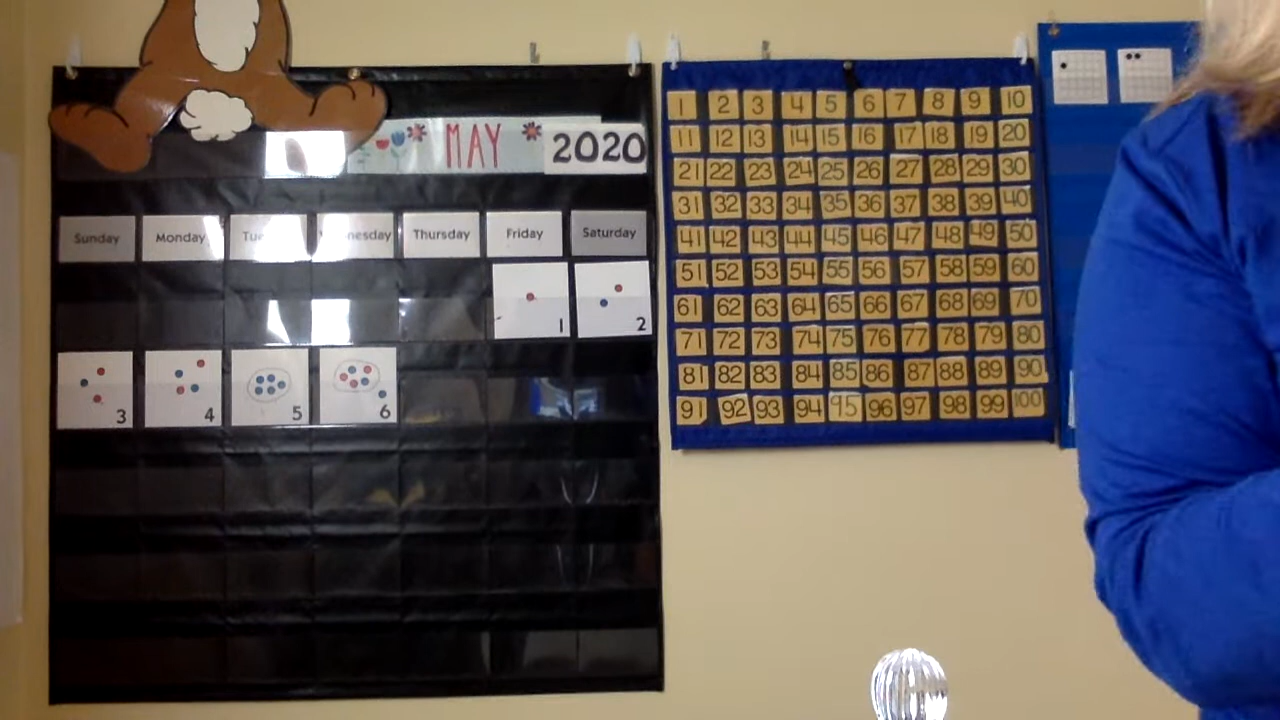 MAY 2020
Sunday Monday Thursday Friday Saturday
1 2
3 4 5 6
1 2 3 4 5 6 7 8 9 10
11 12 13 14 15 16 17 18 19 20
21 22 23 24 25 26 27 28 29 30
31 32 33 34 35 36 37 38 39 40
41 42 43 44 45 46 47 48 49 50
51 52 53 54 55 56 57 58 59 60
61 62 63 64 65 66 67 68 69 70
71 72 73 74 75 76 77 78 79 80
81 82 83 84 85 86 87 88 89 90
91 92 93 94 95 96 97 98 99 100